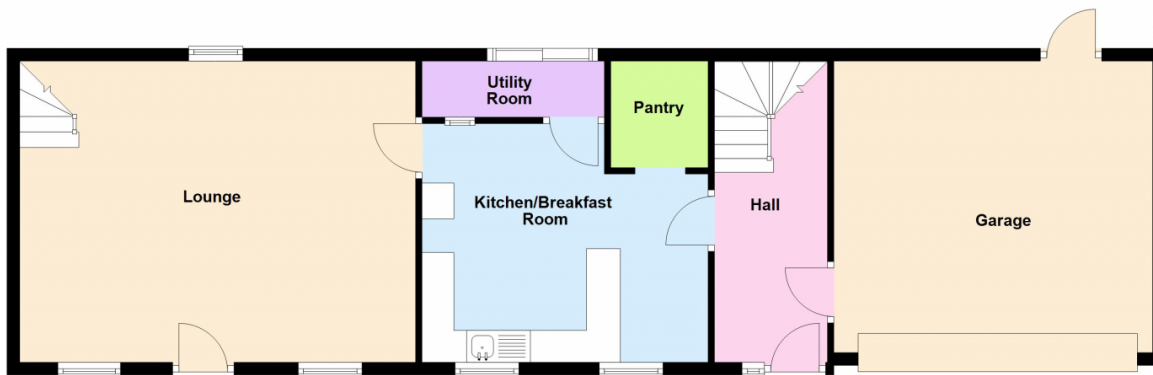 Utility
Room
Pantry
Lounge
Kitchen/Breakfast
Room
Hall
Garage